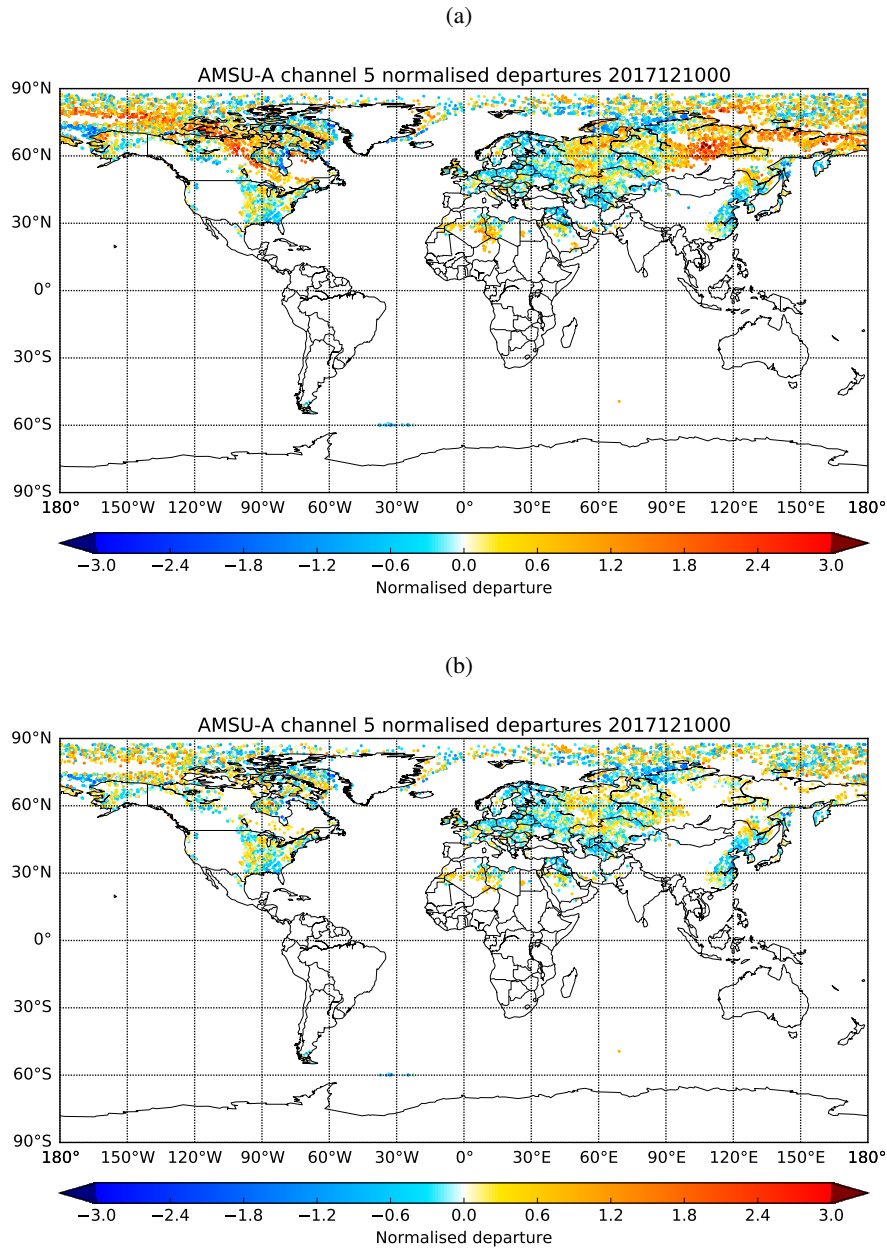 (a)
AMSU-A channel 5 normalised departures 2017121000
90°N
60°N
30°N
0°
30°S
60°S
90°S
180° 150°W 120°W 90°W 60°W 30°W 0° 30°E 60°E 90°E 120°E 150°E 180°
−3.0 −2.4 −1.8 −1.2 −0.6 0.0 0.6 1.2 1.8 2.4 3.0
Normalised departure
(b)
AMSU-A channel 5 normalised departures 2017121000
90°N
60°N
30°N
0°
30°S
60°S
90°S
180° 150°W 120°W 90°W 60°W 30°W 0° 30°E 60°E 90°E 120°E 150°E 180°
−3.0 −2.4 −1.8 −1.2 −0.6 0.0 0.6 1.2 1.8 2.4 3.0
Normalised departure